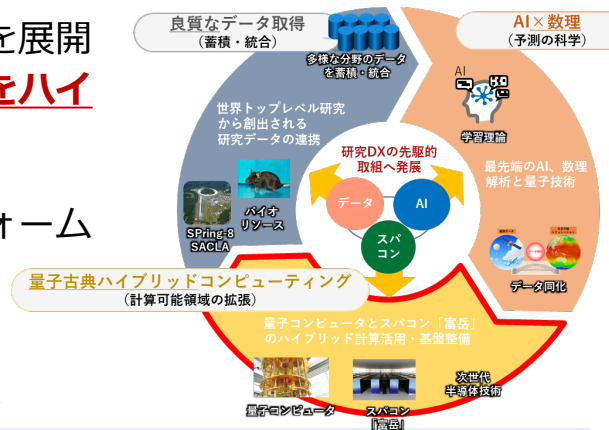 を展開
をハイ
ォーム
良質なデータ取得
（蓄積・統合）
多様な分野のデータ
を蓄積・統合
世界トップレベル研究
から創出される
研究データの連携
SPring-8
SACLA
バイオ
リソース
AI×数理
（予測の科学）
AI
学習理論
最先端のAI、数理
解析と量子技術
データ同化
研究DXの先駆的
取組へ発展
データ
AI
スパ
コン
量子古典ハイブリッドコンピューティング
（計算可能領域の拡張）
量子コンピュータとスパコン「富岳」
のハイブリッド計算活用・基盤整備
量子コンピュータ
スパコン
「富岳」
次世代
半導体技術